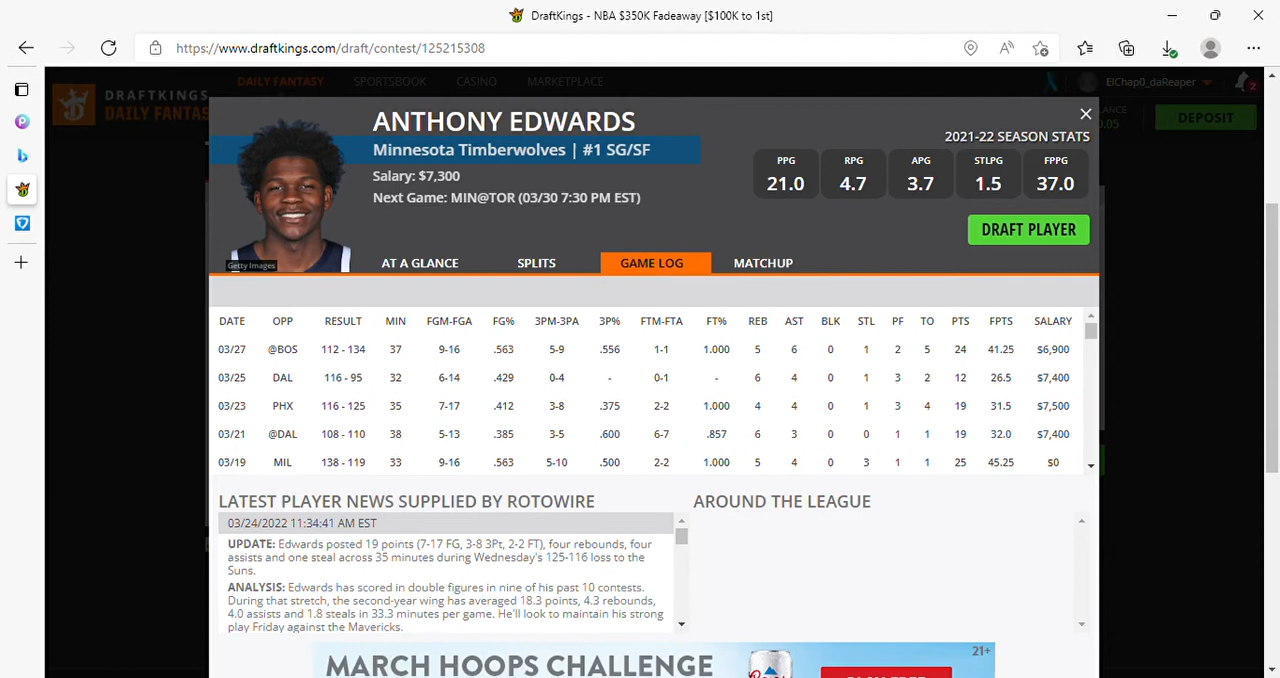 DraftKings - NBA $350K Fadeaway [$100K to 1st]
https://www.draftkings.com/draft/contest/125215308
DRAFTKINGS
DAILY FANTAS
DAILY FANTASY SPORTSBOOK CASINO MARKETPLACE
ElChap0_daReaper
2
ANCE
0.05
DEPOSIT
ANTHONY EDWARDS
Minnesota Timberwolves | #1 SG/SF
Salary: $7,300
Next Game: MIN@TOR (03/30 7:30 PM EST)
Getty Images
2021-22 SEASON STATS
PPG RPG APG STLPG FPPG
21.0 4.7 3.7 1.5 37.0
DRAFT PLAYER
AT A GLANCE SPLITS GAME LOG MATCHUP
DATE OPP RESULT MIN FGM-FGA FG% 3PM-3PA 3P% FTM-FTA FT% REB AST BLK STL PF TO PTS FPTS SALARY
03/27 @BOS 112 - 134 37 9-16 .563 5-9 .556 1-1 1.000 5 6 0 1 2 5 24 41.25 $6,900
03/25 DAL 116 - 95 32 6-14 .429 0-4 - 0-1 - 6 4 0 1 3 2 12 26.5 $7,400
03/23 PHX 116 - 125 35 7-17 .412 3-8 .375 2-2 1.000 4 4 0 1 3 4 19 31.5 $7,500
03/21 @DAL 108 - 110 38 5-13 .385 3-5 .600 6-7 .857 6 3 0 0 1 1 19 32.0 $7,400
03/19 MIL 138 - 119 33 9-16 .563 5-10 .500 2-2 1.000 5 4 0 3 1 1 25 45.25 $0
LATEST PLAYER NEWS SUPPLIED BY ROTOWIRE
03/24/2022 11:34:41 AM EST
UPDATE: Edwards posted 19 points (7-17 FG, 3-8 3Pt, 2-2 FT), four rebounds, four
assists and one steal across 35 minutes during Wednesday's 125-116 loss to the
Suns.
ANALYSIS: Edwards has scored in double figures in nine of his past 10 contests.
During that stretch, the second-year wing has averaged 18.3 points, 4.3 rebounds,
4.0 assists and 1.8 steals in 33.3 minutes per game. He'll look to maintain his strong
play Friday against the Mavericks.
AROUND THE LEAGUE
MARCH HOOPS CHALLENGE
21+